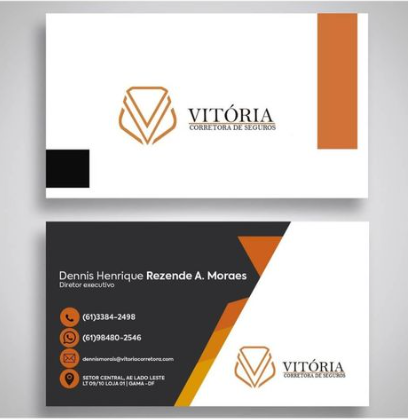 VITÓRIA
CORRETORA DE SEGUROS
Dennis Henrique Rezende A. Moraes
Diretor executivo
(61)3384-2498
(61)98480-2546
dennismorais@vitoriacorretora.com
SETOR CENTRAL, AE LADO LESTE
LT 09/10 LOJA 01 | GAMA - DF
VITÓRIA
CORRETORA DE SEGUROS